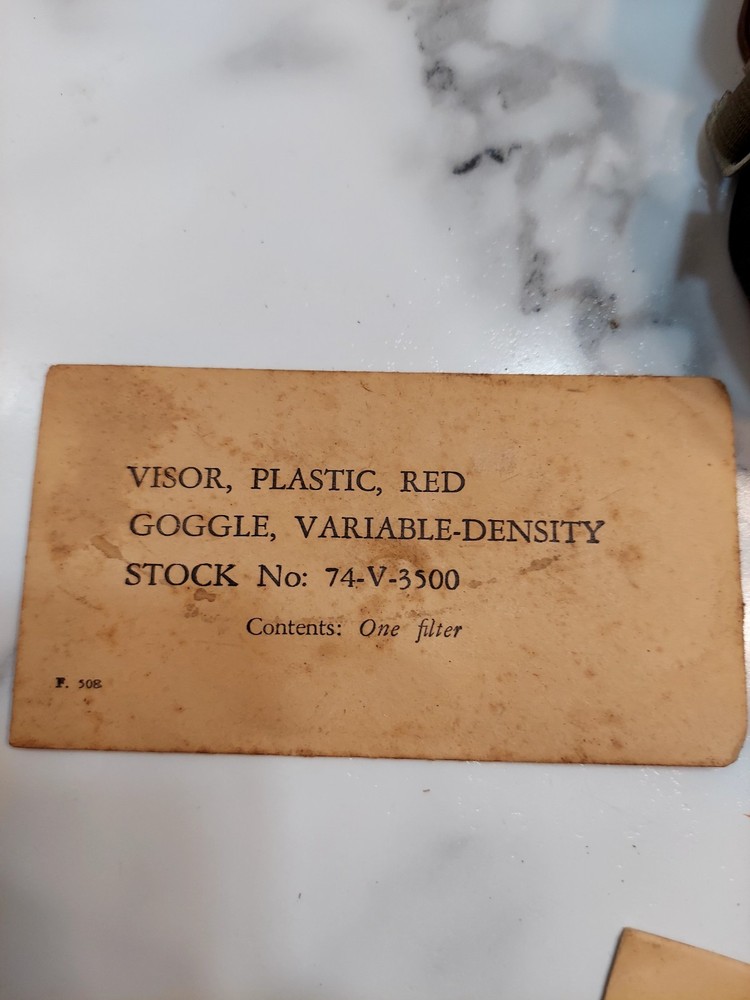 VISOR, PLASTIC, RED
GOGGLE, VARIABLE-DENSITY
STOCK No: 74-V-3500
Contents: One filter
F. 508